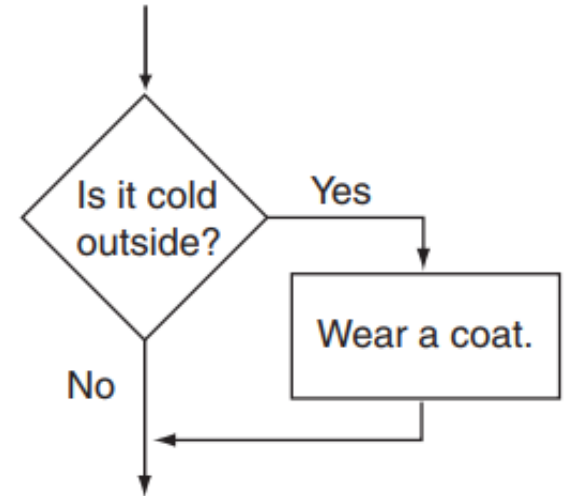 Is it cold
outside?
Yes
Wear a coat.
No